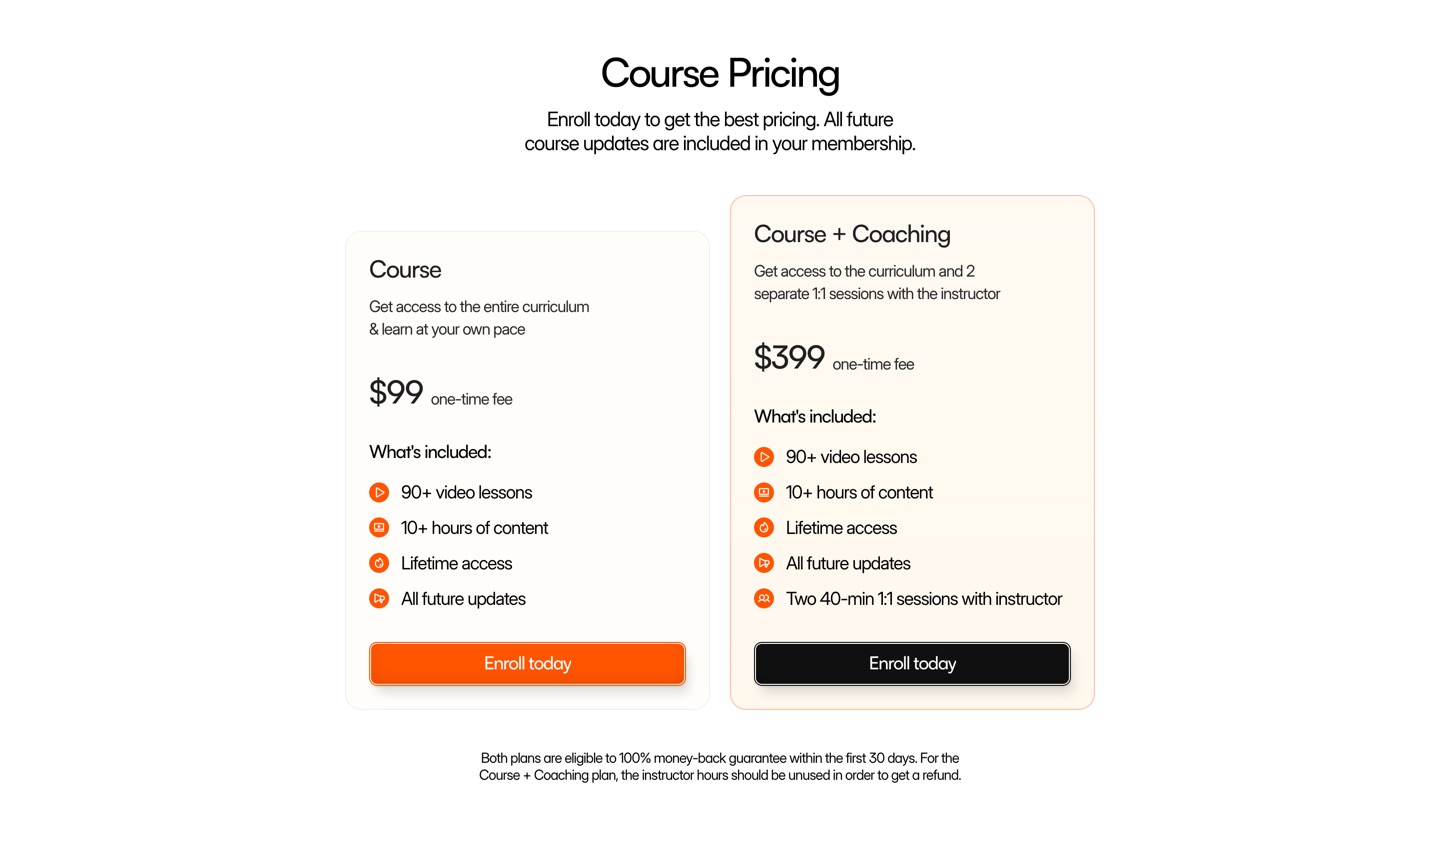 Course Pricing
Enroll today to get the best pricing. All future
course updates are included in your membership.
Course
Get access to the entire curriculum
& learn at your own pace
$99 one-time fee
What's included:
90+ video lessons
10+ hours of content
Lifetime access
All future updates
Enroll today
Course + Coaching
Get access to the curriculum and 2
separate 1:1 sessions with the instructor
$399 one-time fee
What's included:
90+ video lessons
10+ hours of content
Lifetime access
All future updates
Two 40-min 1:1 sessions with instructor
Enroll today
Both plans are eligible to 100% money-back guarantee within the first 30 days. For the
Course + Coaching plan, the instructor hours should be unused in order to get a refund.